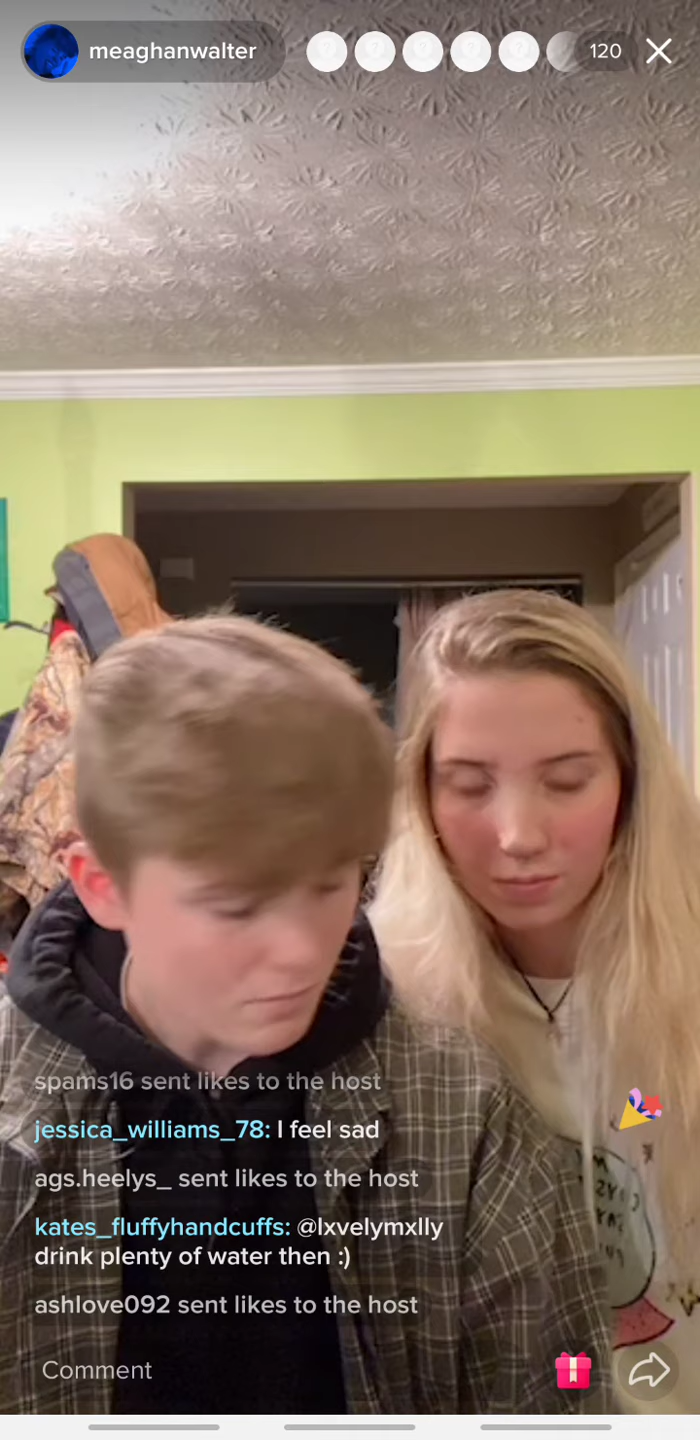 meaghanwalter
120
spams16 sent likes to the host
jessica_williams_78: I feel sad
ags.heelys_ sent likes to the host
kates_fluffyhandcuffs: @lxvelymxlly
drink plenty of water then :)
ashlove092 sent likes to the host
Comment